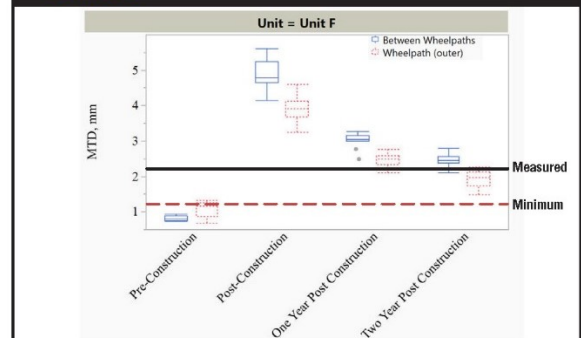 Unit = Unit F
Between Wheelpaths
Wheelpath (outer)
MTD, mm
5
4
3
2
1
Measured
Minimum
Pre-Construction
Post-Construction
One Year Post Construction
Two Year Post Construction